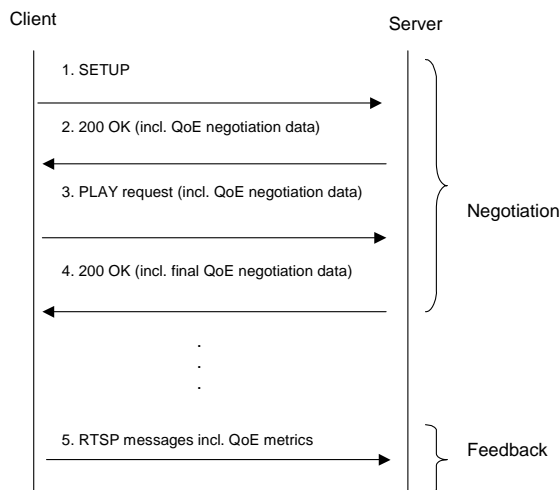 Client
Server
1. SETUP
2. 200 OK (incl. QoE negotiation data)
3. PLAY request (incl. QoE negotiation data)
Negotiation
4. 200 OK (incl. final QoE negotiation data)
.
.
.
5. RTSP messages incl. QoE metrics
Feedback